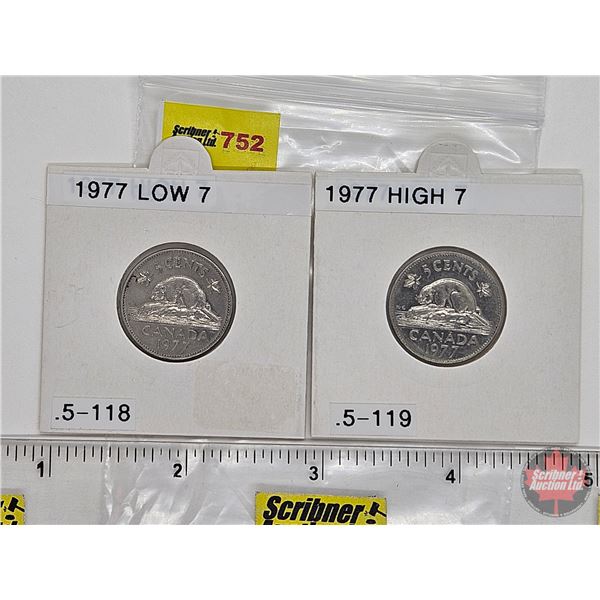 Scribner
Auction Ltd. 752
1977 LOW 7
1977 HIGH 7
5 CENTS
CANADA
1977
5 CENTS
CANADA
1977
.5-118
.5-119
1 2 3 4 5
Scribner
Auction Ltd.
Scribner